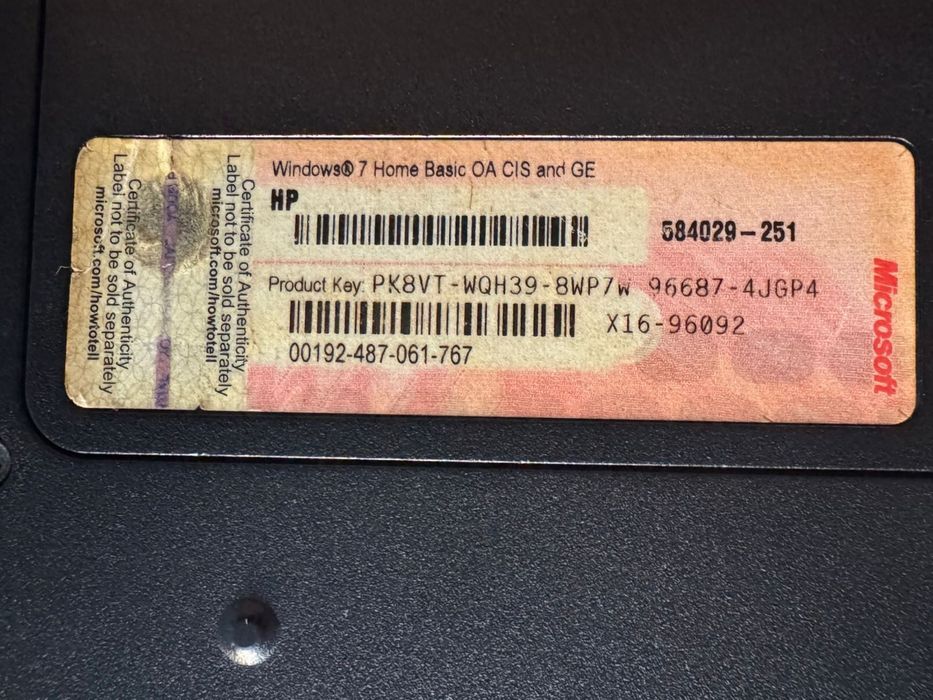 Windows® 7 Home Basic OA CIS and GE
HP
584029-251
Product Key: PK8VT-WQH39-8WP7W 96687-4JGP4
X16-96092
00192-487-061-767
Microsoft
Certificate of Authenticity
Label not to be sold separately
microsoft.com/howtotell
Certificate of Authenticity
Label not to be sold separately
microsoft.com/howtotell